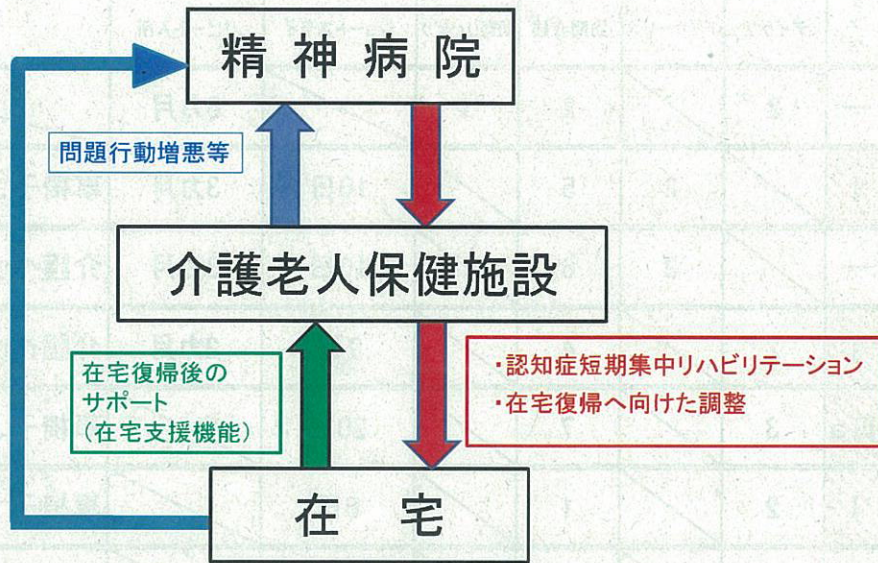 精神病院
問題行動増悪等
介護老人保健施設
在宅復帰後の
サポート
(在宅支援機能)
・認知症短期集中リハビリテーション
・在宅復帰へ向けた調整
在宅